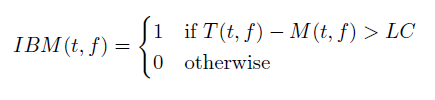 IBM(t, f) = { 1 if T(t, f) − M(t, f) > LC
0 otherwise